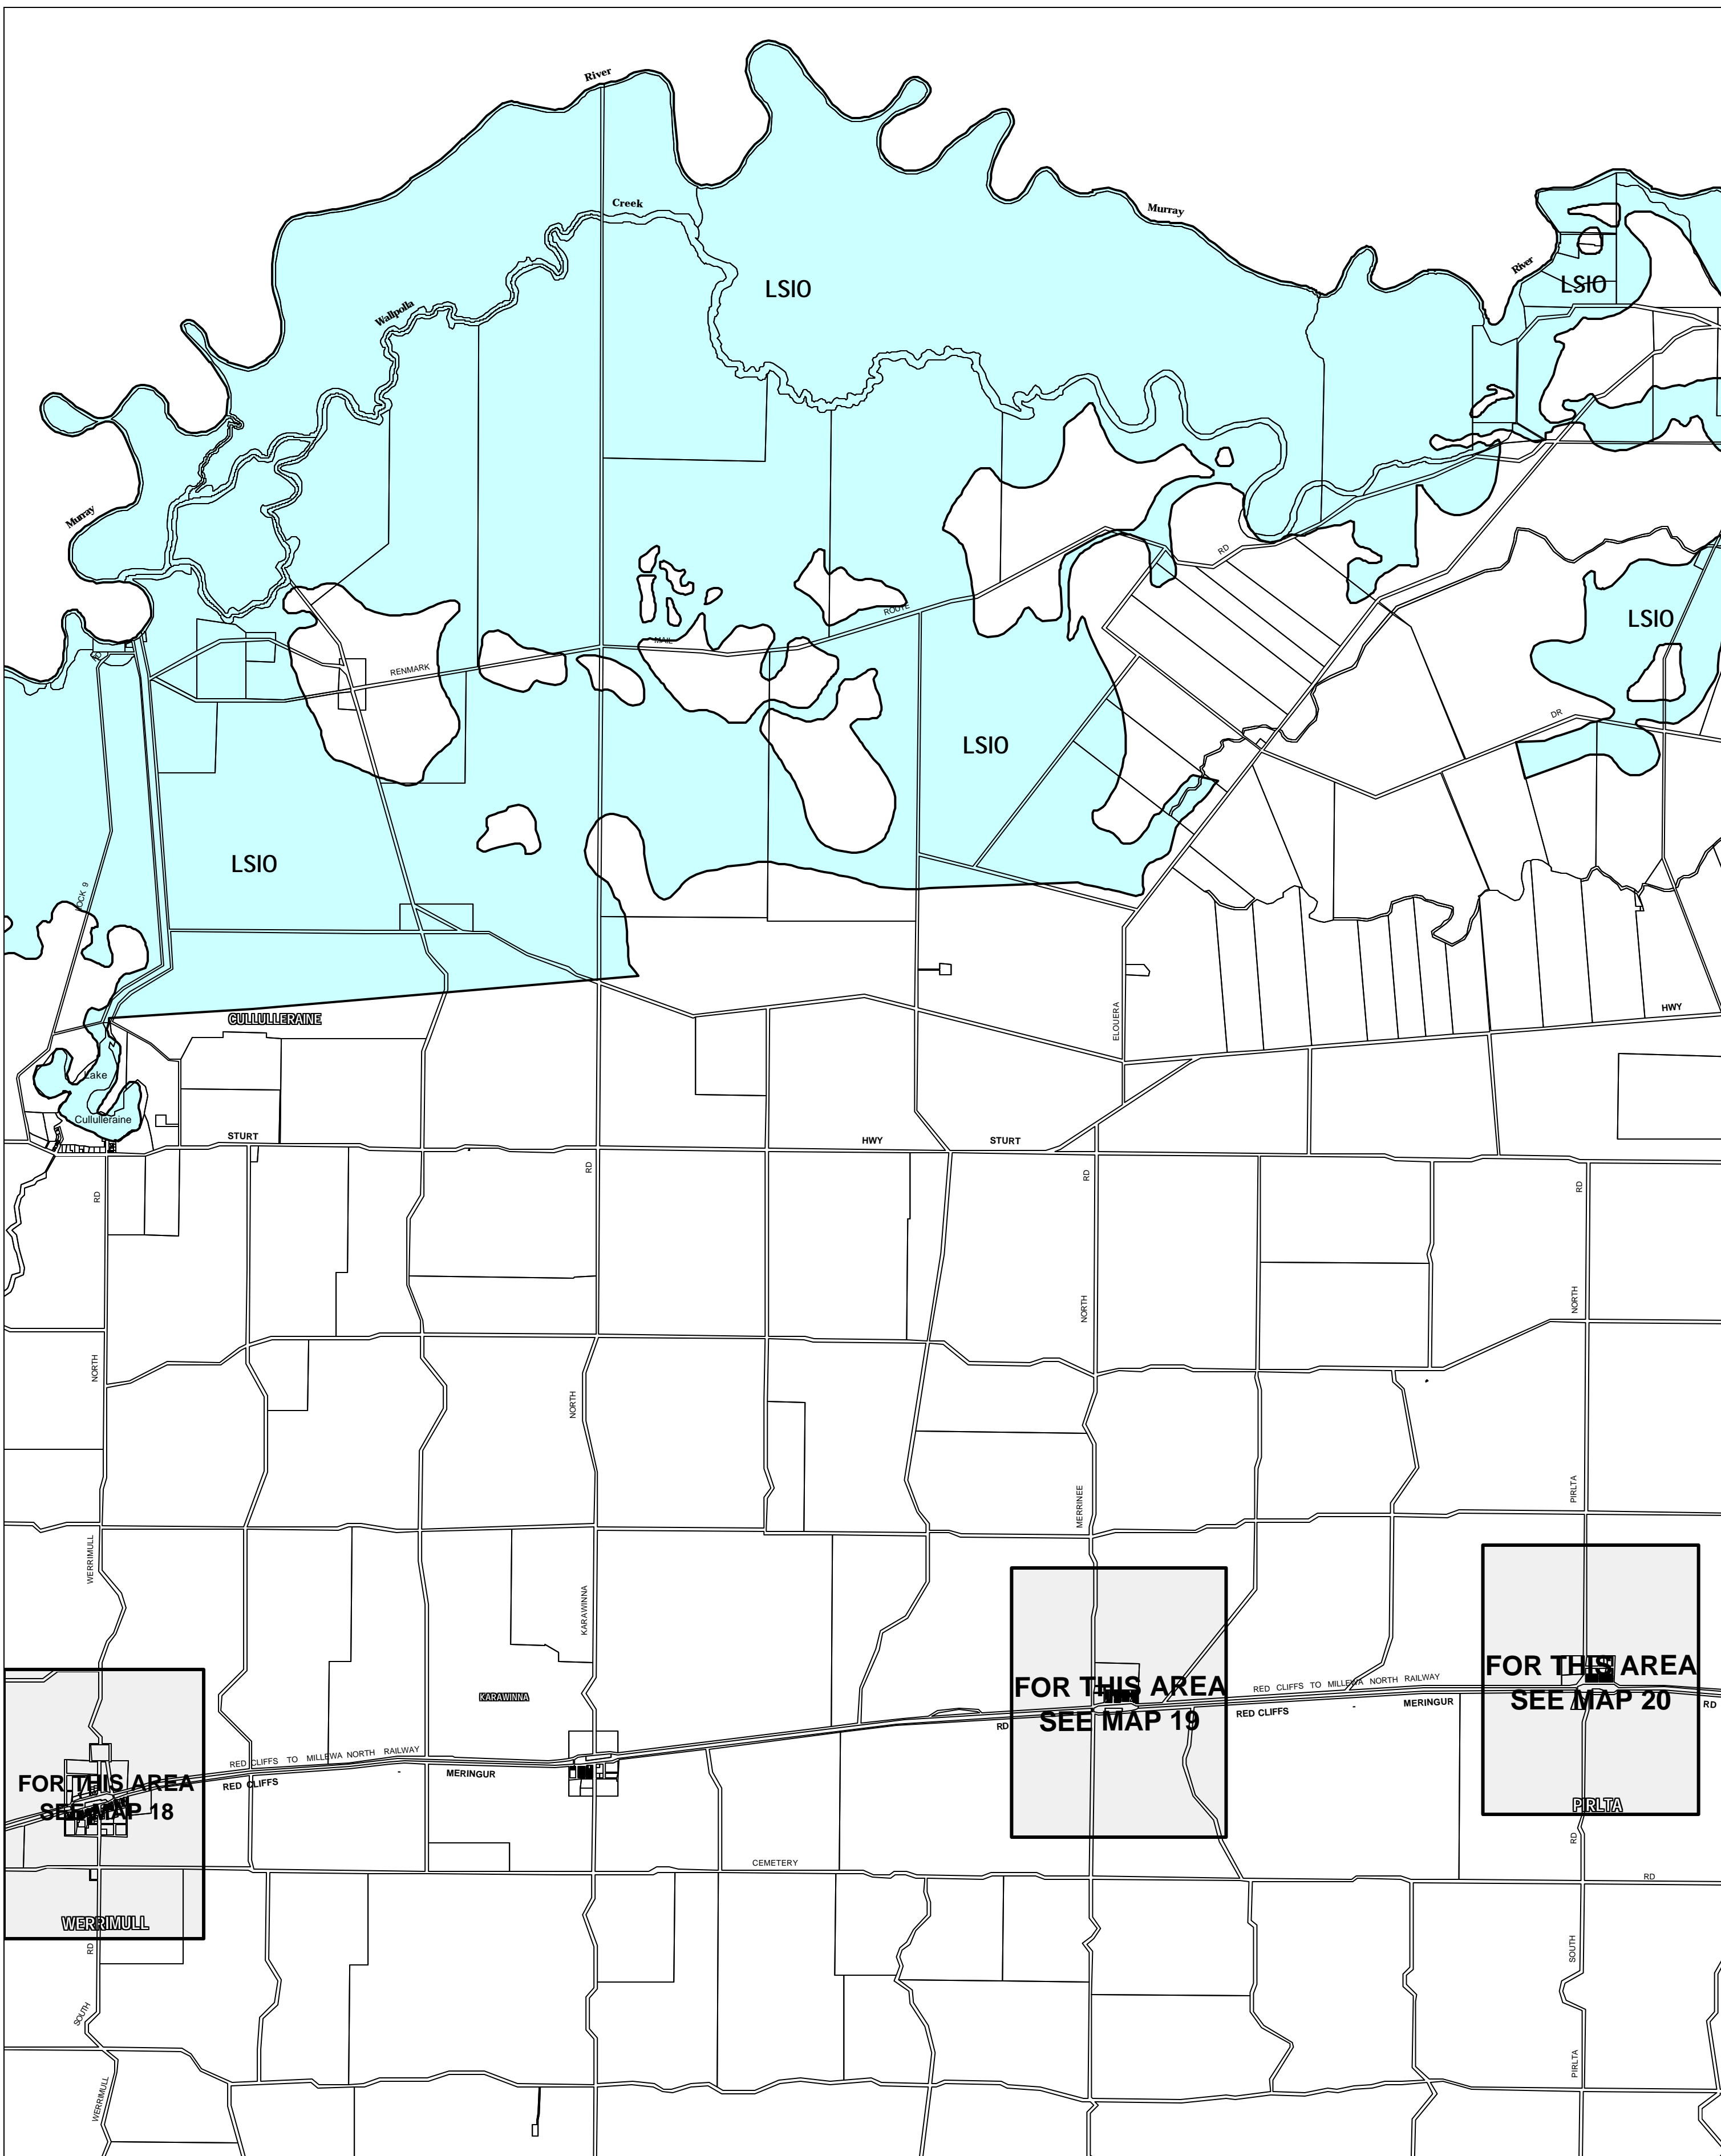 River
Creek
Murray
River
LSIO
LSIO
Wallpolla
Murray
RD
ROUTE
MAIL
LSIO
RENMARK
RD
DR
LSIO
LSIO
OCK 9
HWY
CULLULLERAINE
ELOUERA
Lake
Cullulleraine
STURT
HWY
STURT
RD
RD
RD
RD
NORTH
NORTH
NORTH
NORTH
MERRINEE
PIRLTA
WERRIMULL
KARAWINNA
FOR THIS AREA
SEE MAP 20
FOR THIS AREA
SEE MAP 19
RED CLIFFS TO MILLEWA NORTH RAILWAY
KARAWINNA
RED CLIFFS - MERINGUR
RD
RD
RED CLIFFS TO MILLEWA NORTH RAILWAY
RED CLIFFS - MERINGUR
FOR THIS AREA
SEE MAP 18
PIRLTA
RD
CEMETERY
RD
WERRIMULL
RD
SOUTH
SOUTH
PIRLTA
WERRIMULL